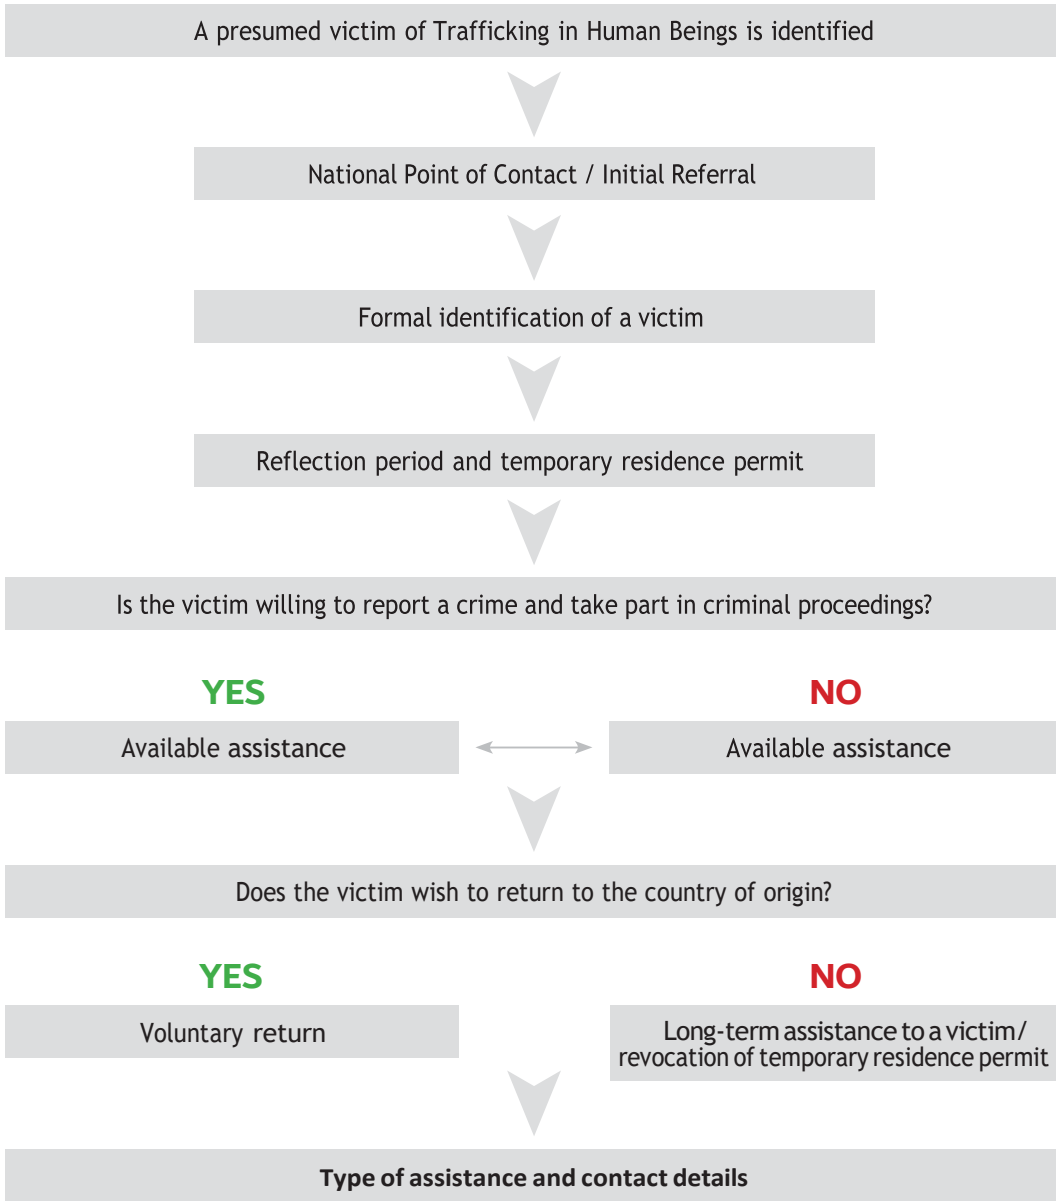 A presumed victim of Trafficking in Human Beings is identified
National Point of Contact / Initial Referral
Formal identification of a victim
Reflection period and temporary residence permit
Is the victim willing to report a crime and take part in criminal proceedings?
YES
NO
Available assistance
Available assistance
Does the victim wish to return to the country of origin?
YES
NO
Voluntary return
Long-term assistance to a victim/
revocation of temporary residence permit
Type of assistance and contact details